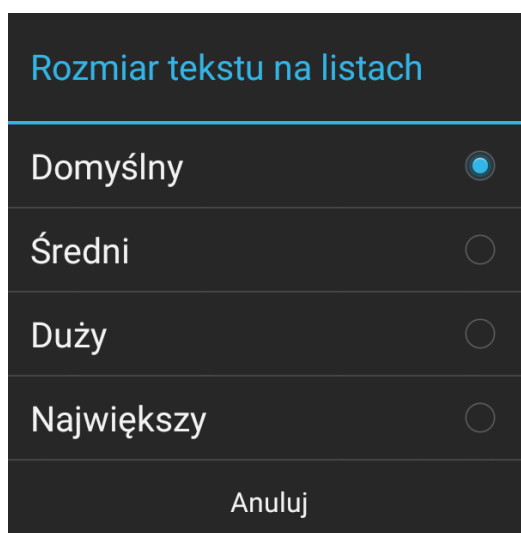 Rozmiar tekstu na listach
Domyślny
Średni
Duży
Największy
Anuluj